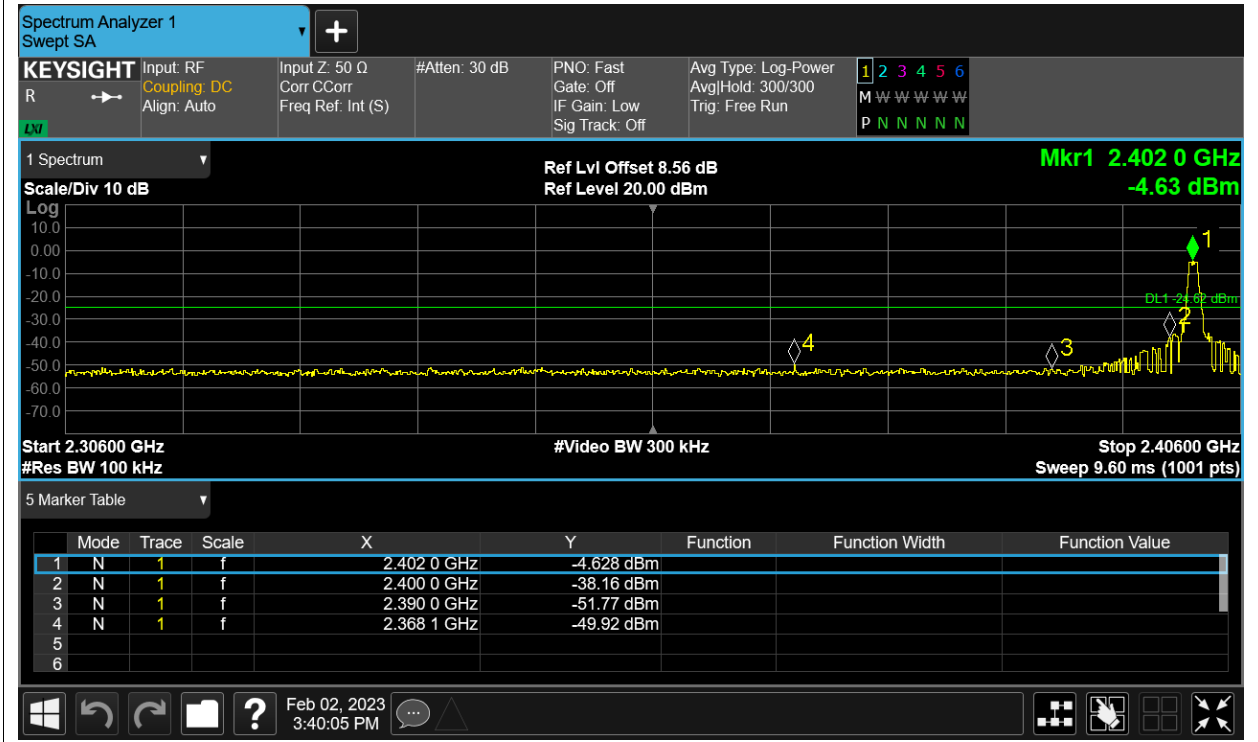 Spectrum Analyzer 1
Swept SA
+
KEYSIGHT Input: RF Input Z: 50 Ω #Atten: 30 dB PNO: Fast Avg Type: Log-Power 1 2 3 4 5 6
R Coupling: DC Corr CCorr Gate: Off Avg|Hold: 300/300 M W W W W W
Align: Auto Freq Ref: Int (S) IF Gain: Low Trig: Free Run
LXI Sig Track: Off P N N N N N
1 Spectrum Ref Lvl Offset 8.56 dB Mkr1 2.402 0 GHz
Scale/Div 10 dB Ref Level 20.00 dBm -4.63 dBm
Log
10.0
1
0.00
-10.0
-20.0
DL1 -24.62 dBm
-30.0
2
-40.0
4
3
-50.0
-60.0
-70.0
Start 2.30600 GHz #Video BW 300 kHz Stop 2.40600 GHz
#Res BW 100 kHz Sweep 9.60 ms (1001 pts)
5 Marker Table
Mode Trace Scale X Y Function Function Width Function Value
1 N 1 f 2.402 0 GHz -4.628 dBm
2 N 1 f 2.400 0 GHz -38.16 dBm
3 N 1 f 2.390 0 GHz -51.77 dBm
4 N 1 f 2.368 1 GHz -49.92 dBm
5
6
? Feb 02, 2023
3:40:05 PM